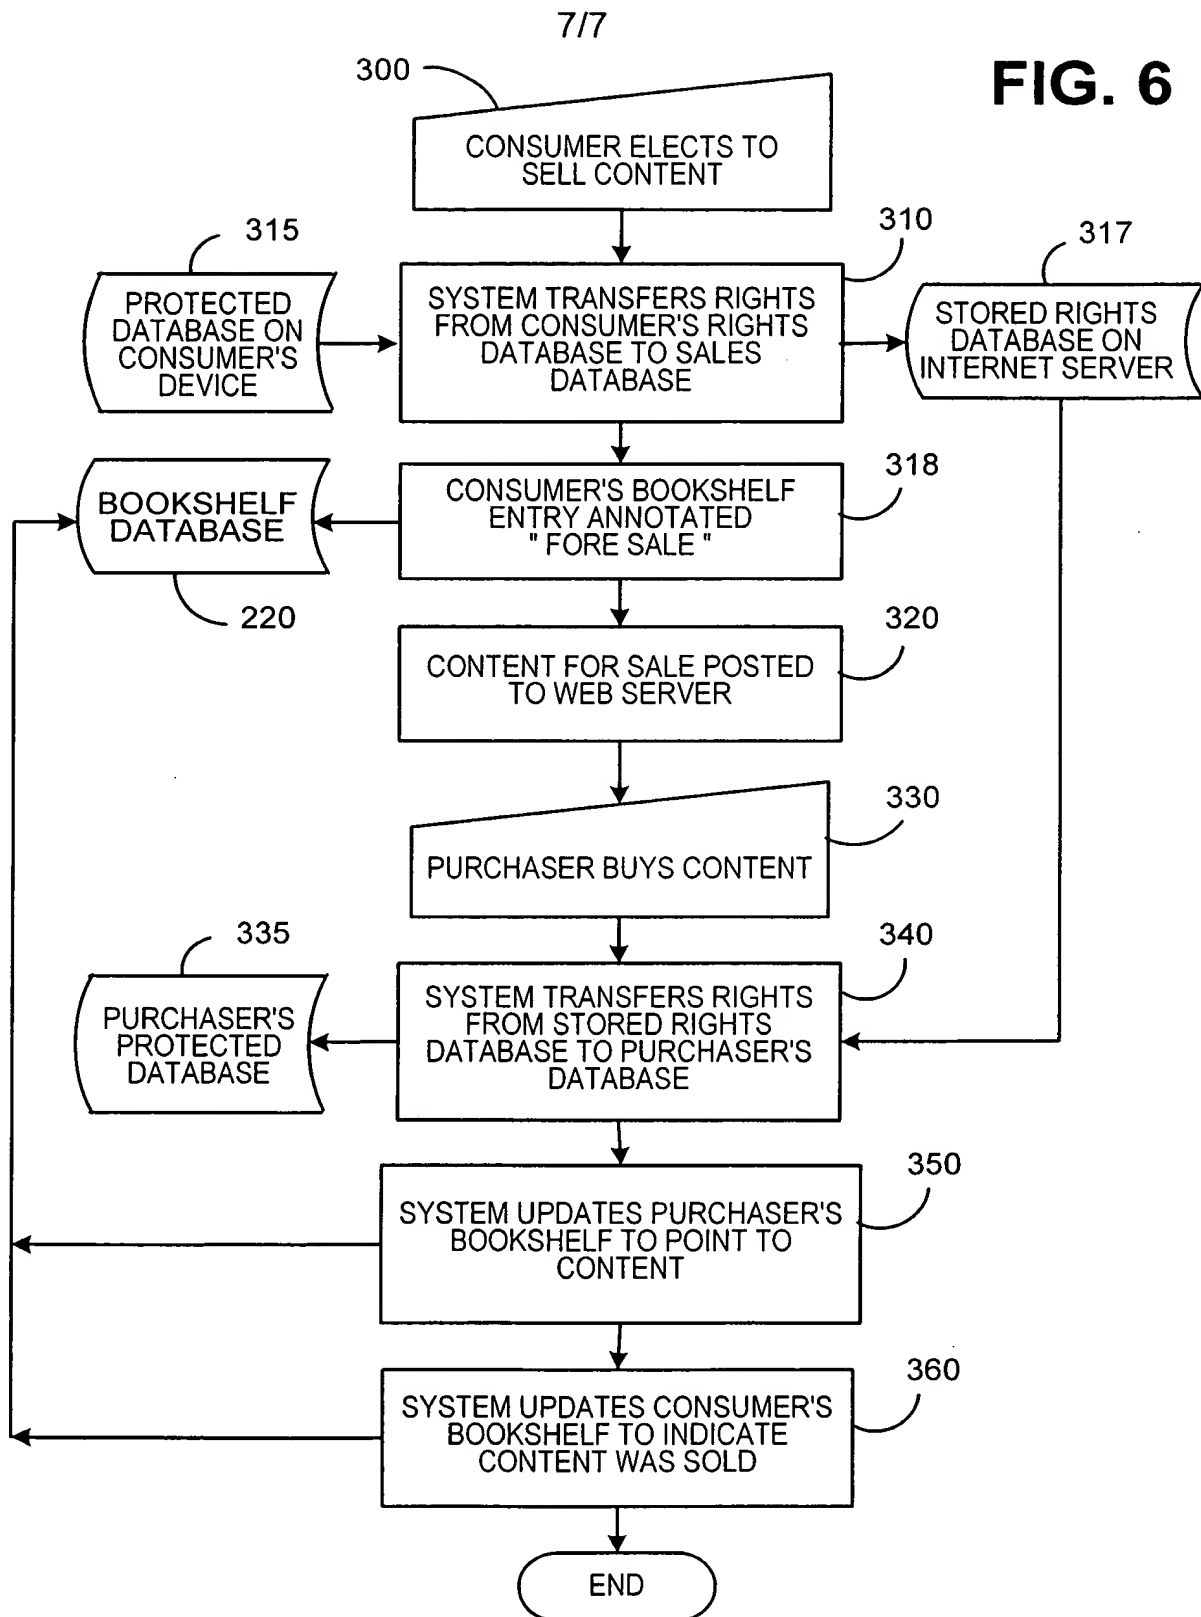 7/7
FIG. 6
300
CONSUMER ELECTS TO
SELL CONTENT
315
310
317
PROTECTED
DATABASE ON
CONSUMER'S
DEVICE
SYSTEM TRANSFERS RIGHTS
FROM CONSUMER'S RIGHTS
DATABASE TO SALES
DATABASE
STORED RIGHTS
DATABASE ON
INTERNET SERVER
318
BOOKSHELF
DATABASE
CONSUMER'S BOOKSHELF
ENTRY ANNOTATED
" FORE SALE "
220
320
CONTENT FOR SALE POSTED
TO WEB SERVER
330
PURCHASER BUYS CONTENT
335
340
PURCHASER'S
PROTECTED
DATABASE
SYSTEM TRANSFERS RIGHTS
FROM STORED RIGHTS
DATABASE TO PURCHASER'S
DATABASE
350
SYSTEM UPDATES PURCHASER'S
BOOKSHELF TO POINT TO
CONTENT
360
SYSTEM UPDATES CONSUMER'S
BOOKSHELF TO INDICATE
CONTENT WAS SOLD
END